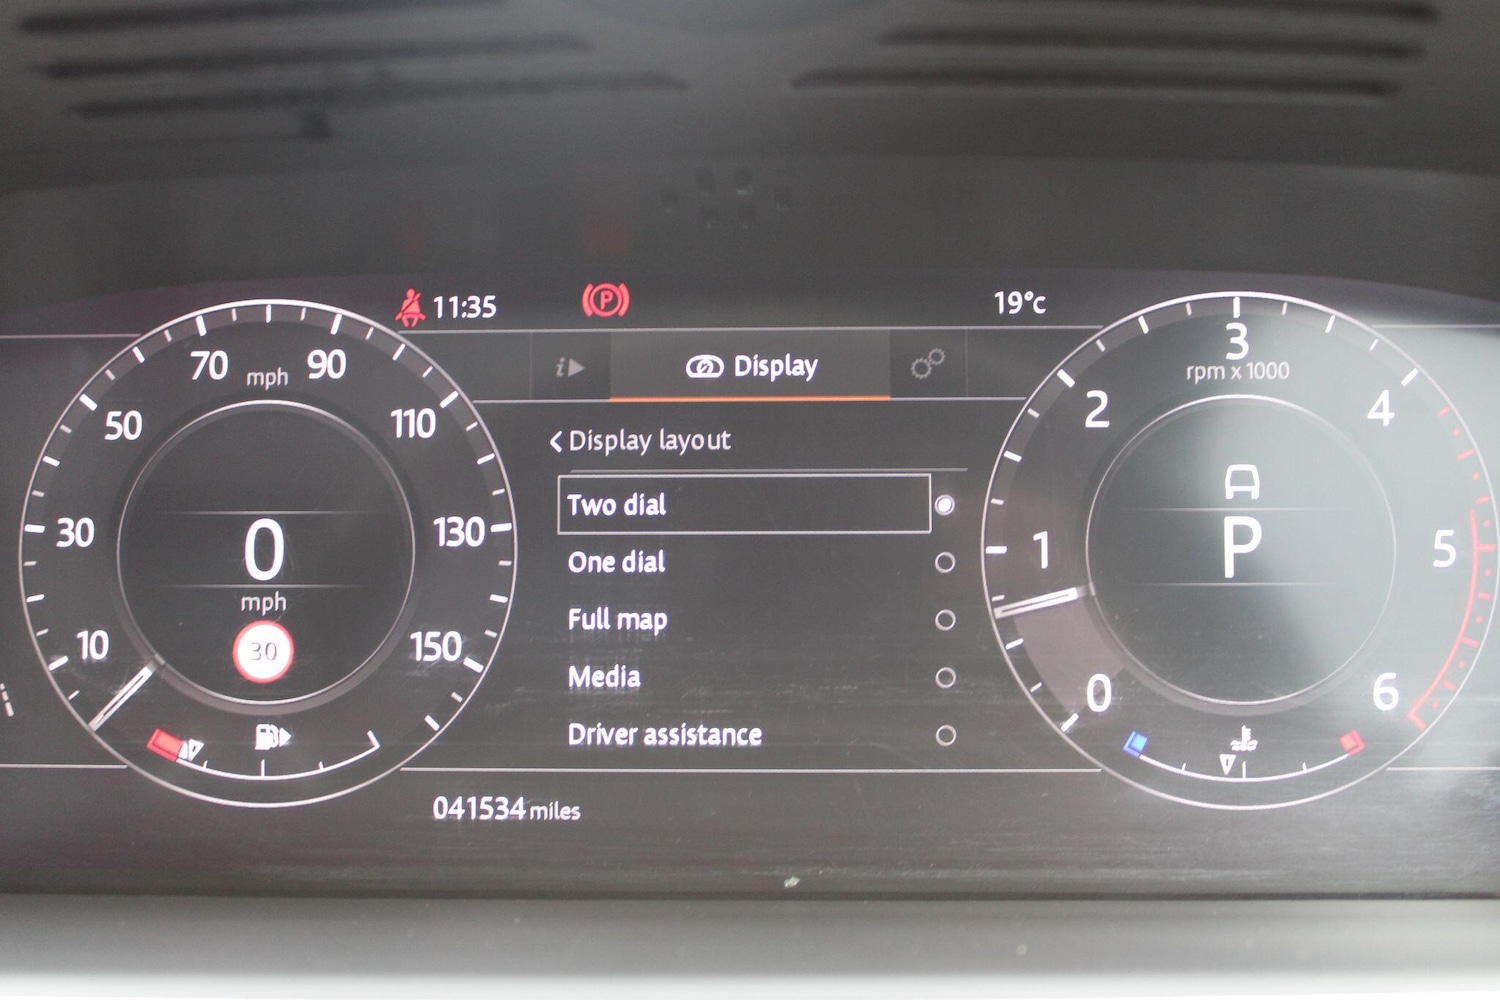 11:35
P
19°c
i
Display
Display layout
Two dial
One dial
Full map
Media
Driver assistance
041534 miles
10
30
50
70
mph
90
110
130
150
0
mph
30
0
1
2
3
rpm x 1000
4
5
6
P